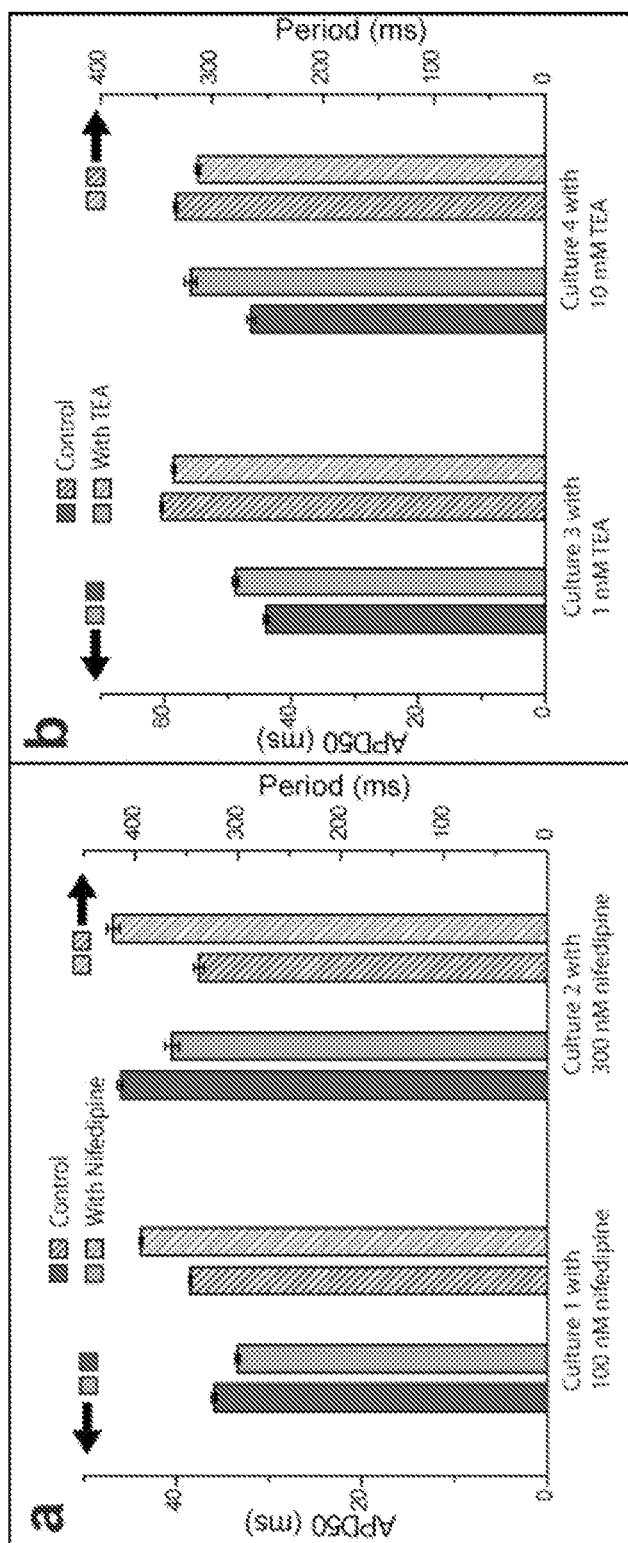 a
Control
With Nifedipine
APD50 (ms)
40
20
0
Period (ms)
400
300
200
100
0
Culture 1 with
100 nM nifedipine
Culture 2 with
300 nM nifedipine
b
Control
With TEA
APD50 (ms)
60
40
20
0
Period (ms)
400
300
200
100
0
Culture 3 with
1 mM TEA
Culture 4 with
10 mM TEA